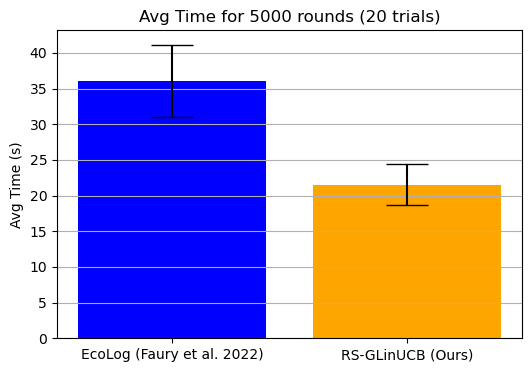 Avg Time for 5000 rounds (20 trials)
Avg Time (s)
40
35
30
25
20
15
10
5
0
EcoLog (Faury et al. 2022)
RS-GLinUCB (Ours)